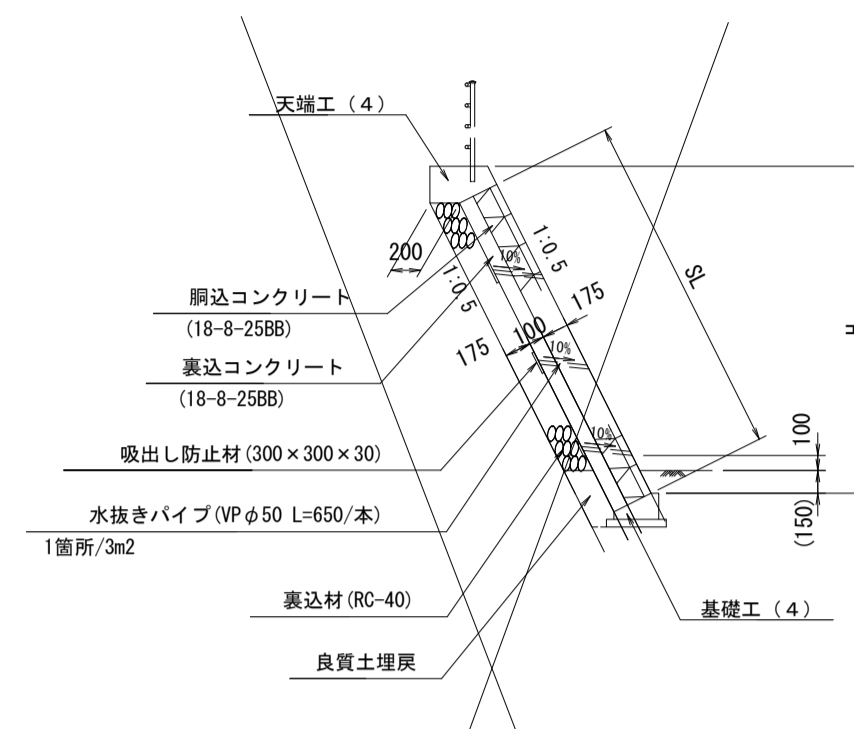 天端工（４）
200
1:0.5
1:0.5
10%
SL
胴込コンクリート
(18-8-25BB)
175
100
175
10%
裏込コンクリート
(18-8-25BB)
10%
100
吸出し防止材(300×300×30)
水抜きパイプ(VPφ50 L=650/本)
1箇所/3m2
(150)
裏込材(RC-40)
基礎工（４）
良質土埋戻